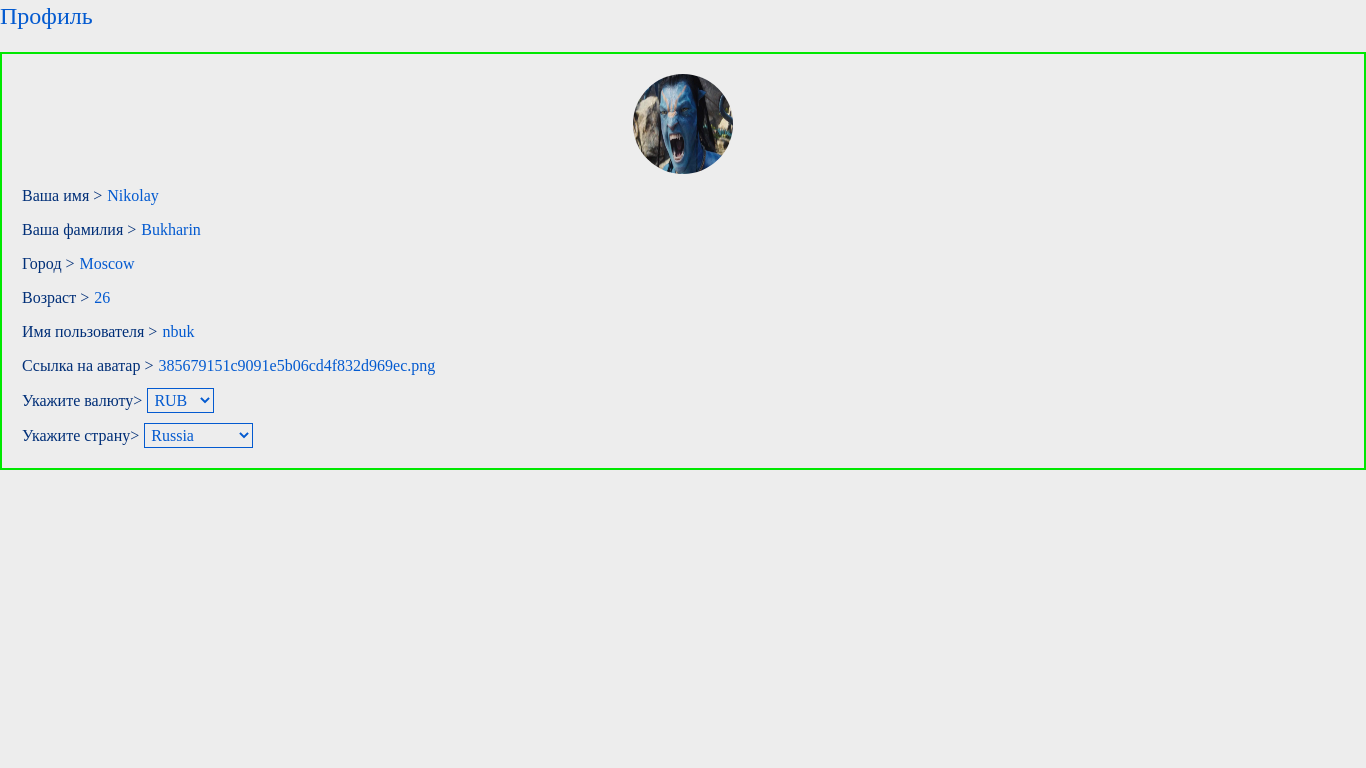 Профиль
Ваша имя > Nikolay
Ваша фамилия > Bukharin
Город > Moscow
Возраст > 26
Имя пользователя > nbuk
Ссылка на аватар > 385679151c9091e5b06cd4f832d969ec.png
Укажите валюту> RUB
Укажите страну> Russia